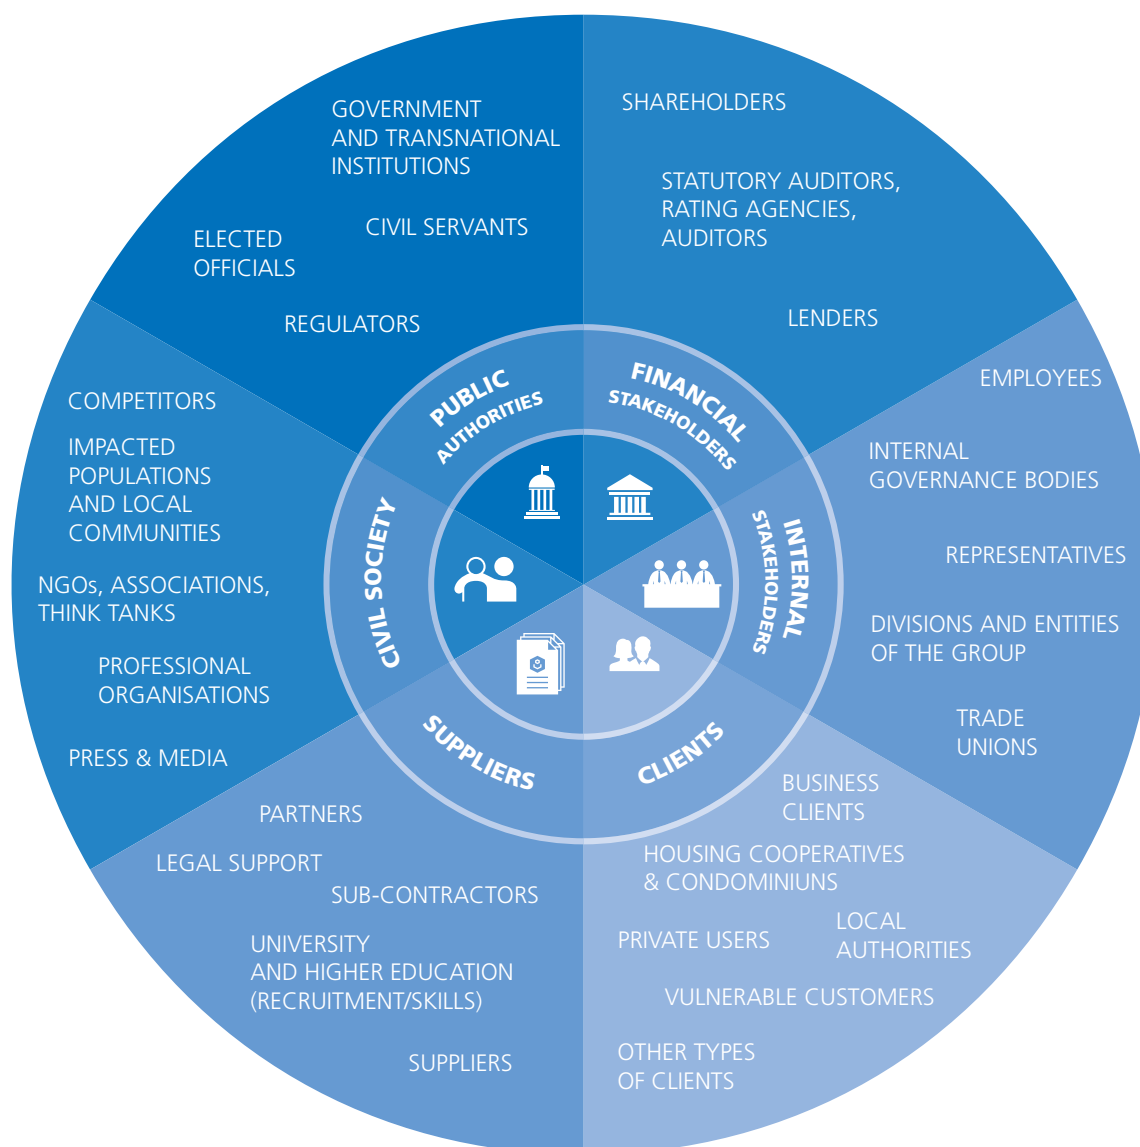 GOVERNMENT
AND TRANSNATIONAL
INSTITUTIONS
CIVIL SERVANTS
ELECTED
OFFICIALS
REGULATORS
SHAREHOLDERS
STATUTORY AUDITORS,
RATING AGENCIES,
AUDITORS
LENDERS
EMPLOYEES
INTERNAL
GOVERNANCE BODIES
REPRESENTATIVES
DIVISIONS AND ENTITIES
OF THE GROUP
TRADE
UNIONS
COMPETITORS
IMPACTED
POPULATIONS
AND LOCAL
COMMUNITIES
NGOs, ASSOCIATIONS,
THINK TANKS
PROFESSIONAL
ORGANISATIONS
PRESS & MEDIA
PUBLIC
AUTHORITIES
FINANCIAL
STAKEHOLDERS
INTERNAL
STAKEHOLDERS
CIVIL SOCIETY
SUPPLIERS
CLIENTS
PARTNERS
LEGAL SUPPORT
SUB-CONTRACTORS
UNIVERSITY
AND HIGHER EDUCATION
(RECRUITMENT/SKILLS)
SUPPLIERS
BUSINESS
CLIENTS
HOUSING COOPERATIVES
& CONDOMINIUNS
PRIVATE USERS
LOCAL
AUTHORITIES
VULNERABLE CUSTOMERS
OTHER TYPES
OF CLIENTS